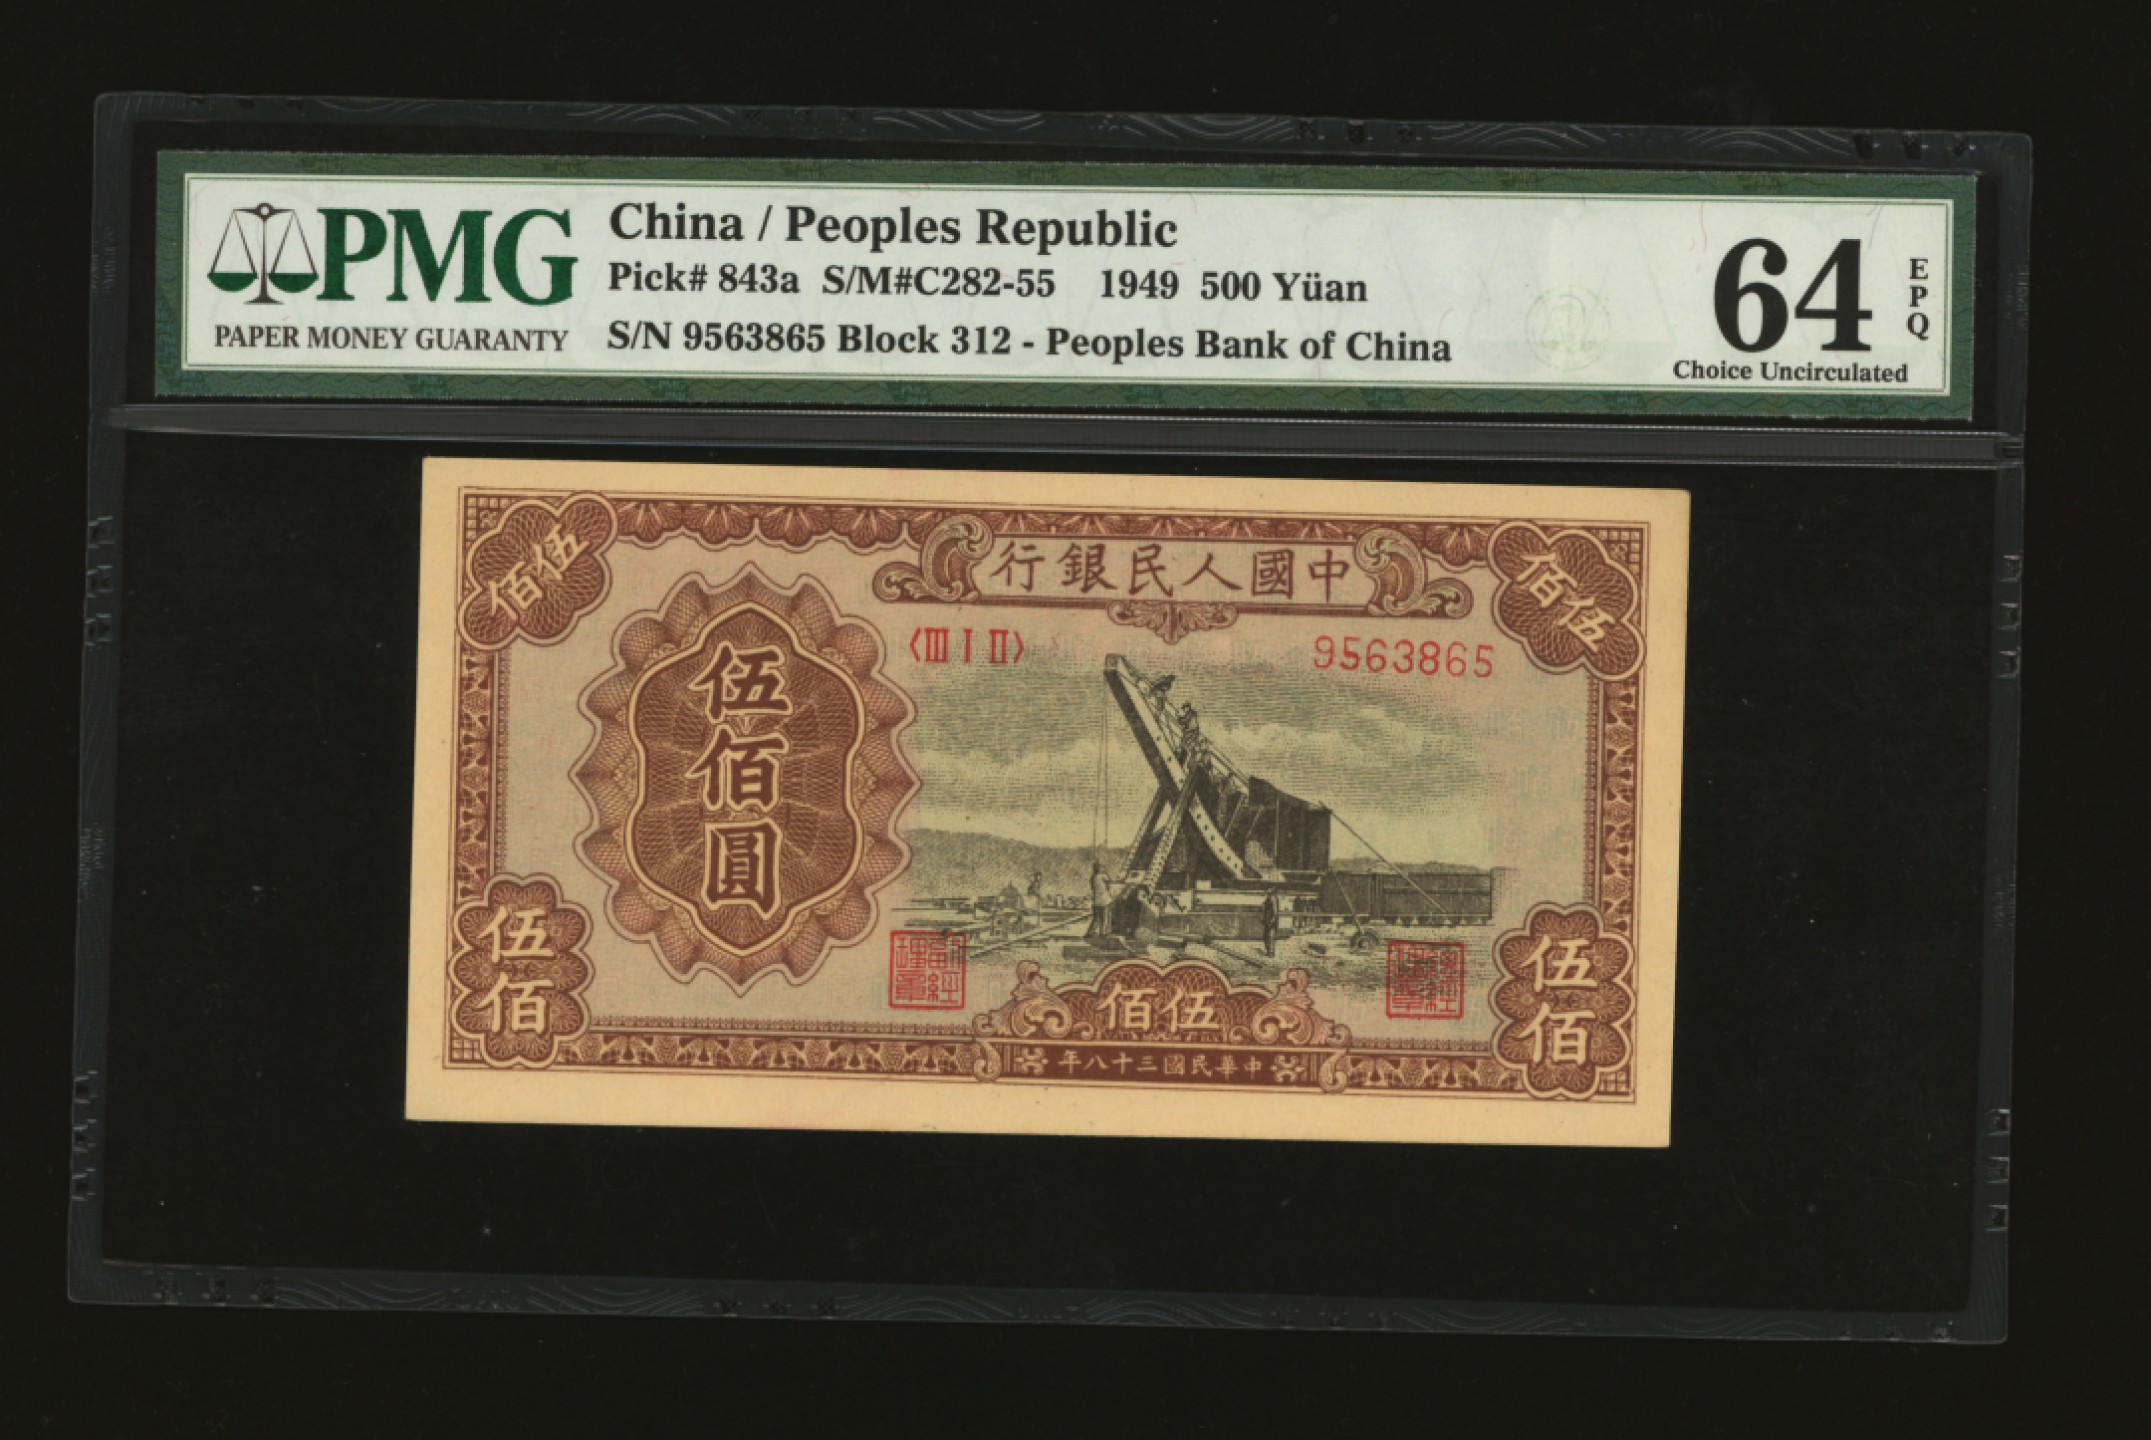 PMG
PAPER MONEY GUARANTY
China / Peoples Republic
Pick# 843a S/M#C282-55 1949 500 Yüan
S/N 9563865 Block 312 - Peoples Bank of China
64
EPQ
Choice Uncirculated
佰伍
行銀民人國中
佰伍
〈III I II〉
9563865
伍佰圓
伍佰
佰伍
伍佰
年八十三國民華中